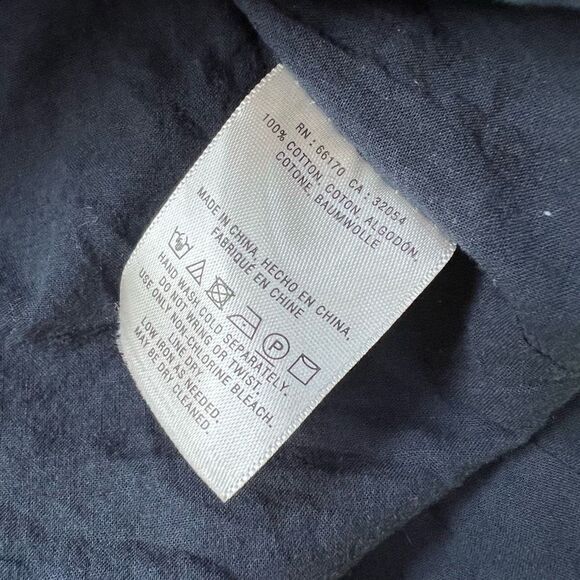 RN : 66170 CA : 32054
100% COTTON, COTON, ALGODÓN,
COTONE, BAUMWOLLE
MADE IN CHINA, HECHO EN CHINA,
FABRIQUÉ EN CHINE
P
HAND WASH COLD SEPARATELY.
DO NOT WRING OR TWIST.
USE ONLY NON-CHLORINE BLEACH.
LINE DRY.
LOW IRON AS NEEDED.
MAY BE DRY CLEANED.